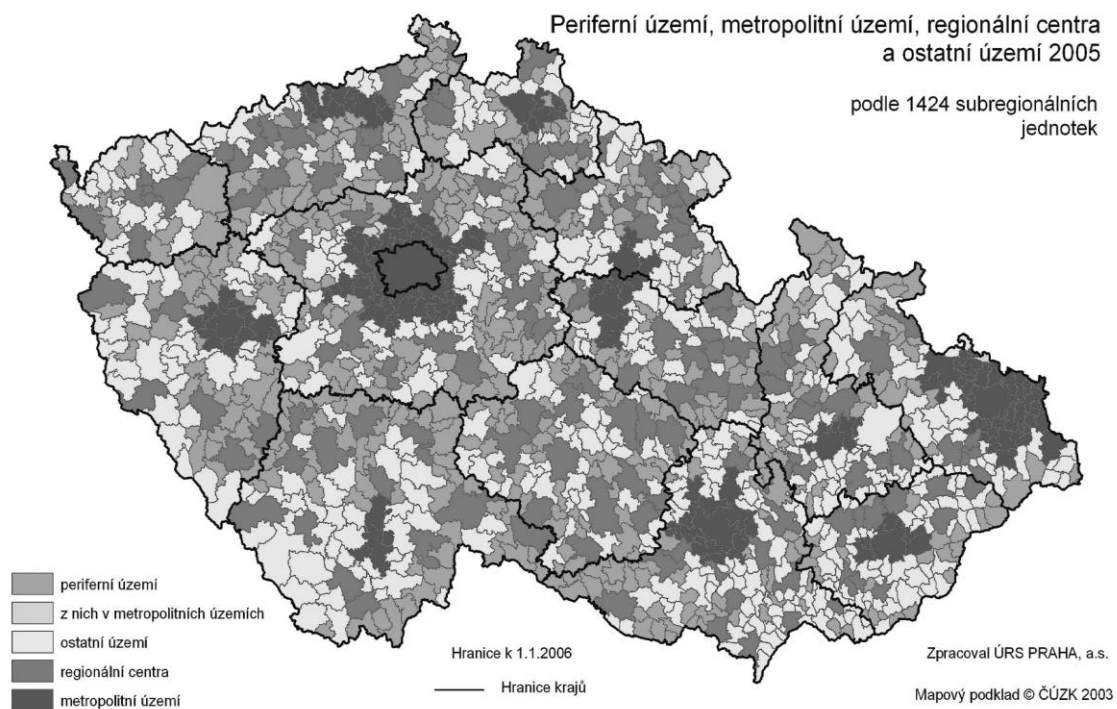 Periferní území, metropolitní území, regionální centra
a ostatní území 2005
podle 1424 subregionálních
jednotek
periferní území
z nich v metropolitních územích
ostatní území
regionální centra
metropolitní území
Hranice k 1.1.2006
Hranice krajů
Zpracoval ÚRS PRAHA, a.s.
Mapový podklad © ČÚZK 2003